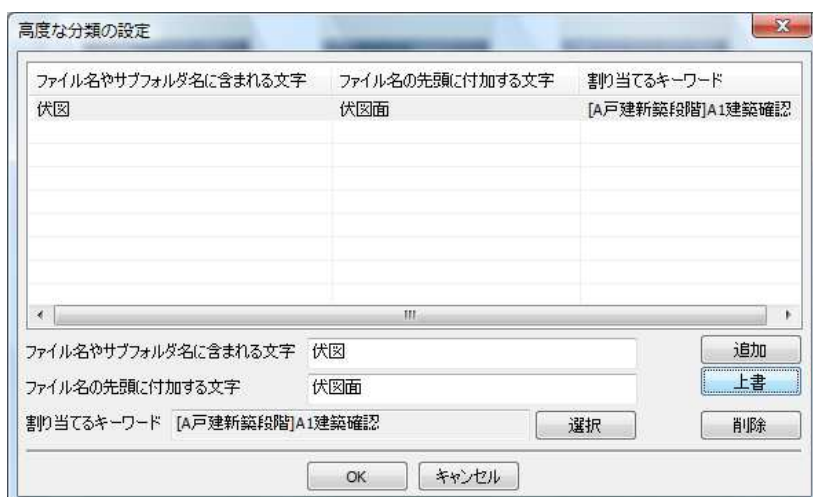 高度な分類の設定
ファイル名やサブフォルダ名に含まれる文字 ファイル名の先頭に付加する文字 割り当てるキーワード
伏図 伏図面 [A戸建新築段階]A1建築確認
ファイル名やサブフォルダ名に含まれる文字 伏図 追加
ファイル名の先頭に付加する文字 伏図面 上書
割り当てるキーワード [A戸建新築段階]A1建築確認 選択 削除
OK キャンセル